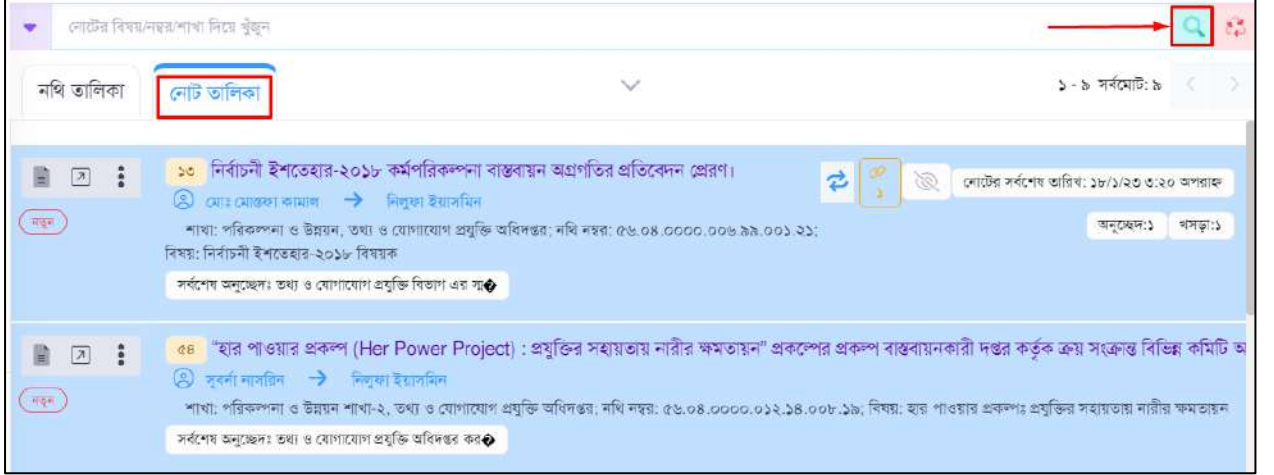 নোটের বিষয়/নম্বর/শাখা দিয়ে খুঁজুন
নথি তালিকা নোট তালিকা ১ - ৯ সর্বমোট: ৯
১৩ নির্বাচনী ইশতেহার-২০১৮ কর্মপরিকল্পনা বাস্তবায়ন অগ্রগতির প্রতিবেদন প্রেরণ। ১ নোটের সর্বশেষ তারিখ: ১৮/১/২৩ ৩:২০ অপরাহ্ন
মোঃ মোস্তফা কামাল → নিলুফা ইয়াসমিন
নতুন
শাখা: পরিকল্পনা ও উন্নয়ন, তথ্য ও যোগাযোগ প্রযুক্তি অধিদপ্তর; নথি নম্বর: ৫৬.০৪.০০০০.০০৬.৯৯.০০১.২১; অনুচ্ছেদ:১ খসড়া:১
বিষয়: নির্বাচনী ইশতেহার-২০১৮ বিষয়ক
সর্বশেষ অনুচ্ছেদঃ তথ্য ও যোগাযোগ প্রযুক্তি বিভাগ এর স্ম�
৫৪ “হার পাওয়ার প্রকল্প (Her Power Project) : প্রযুক্তির সহায়তায় নারীর ক্ষমতায়ন” প্রকল্পের প্রকল্প বাস্তবায়নকারী দপ্তর কর্তৃক ক্রয় সংক্রান্ত বিভিন্ন কমিটি অ
সুবর্না নাসরিন → নিলুফা ইয়াসমিন
নতুন
শাখা: পরিকল্পনা ও উন্নয়ন শাখা-২, তথ্য ও যোগাযোগ প্রযুক্তি অধিদপ্তর; নথি নম্বর: ৫৬.০৪.০০০০.০১২.১৪.০০৮.১৯; বিষয়: হার পাওয়ার প্রকল্পঃ প্রযুক্তির সহায়তায় নারীর ক্ষমতায়ন
সর্বশেষ অনুচ্ছেদঃ তথ্য ও যোগাযোগ প্রযুক্তি অধিদপ্তর কর�